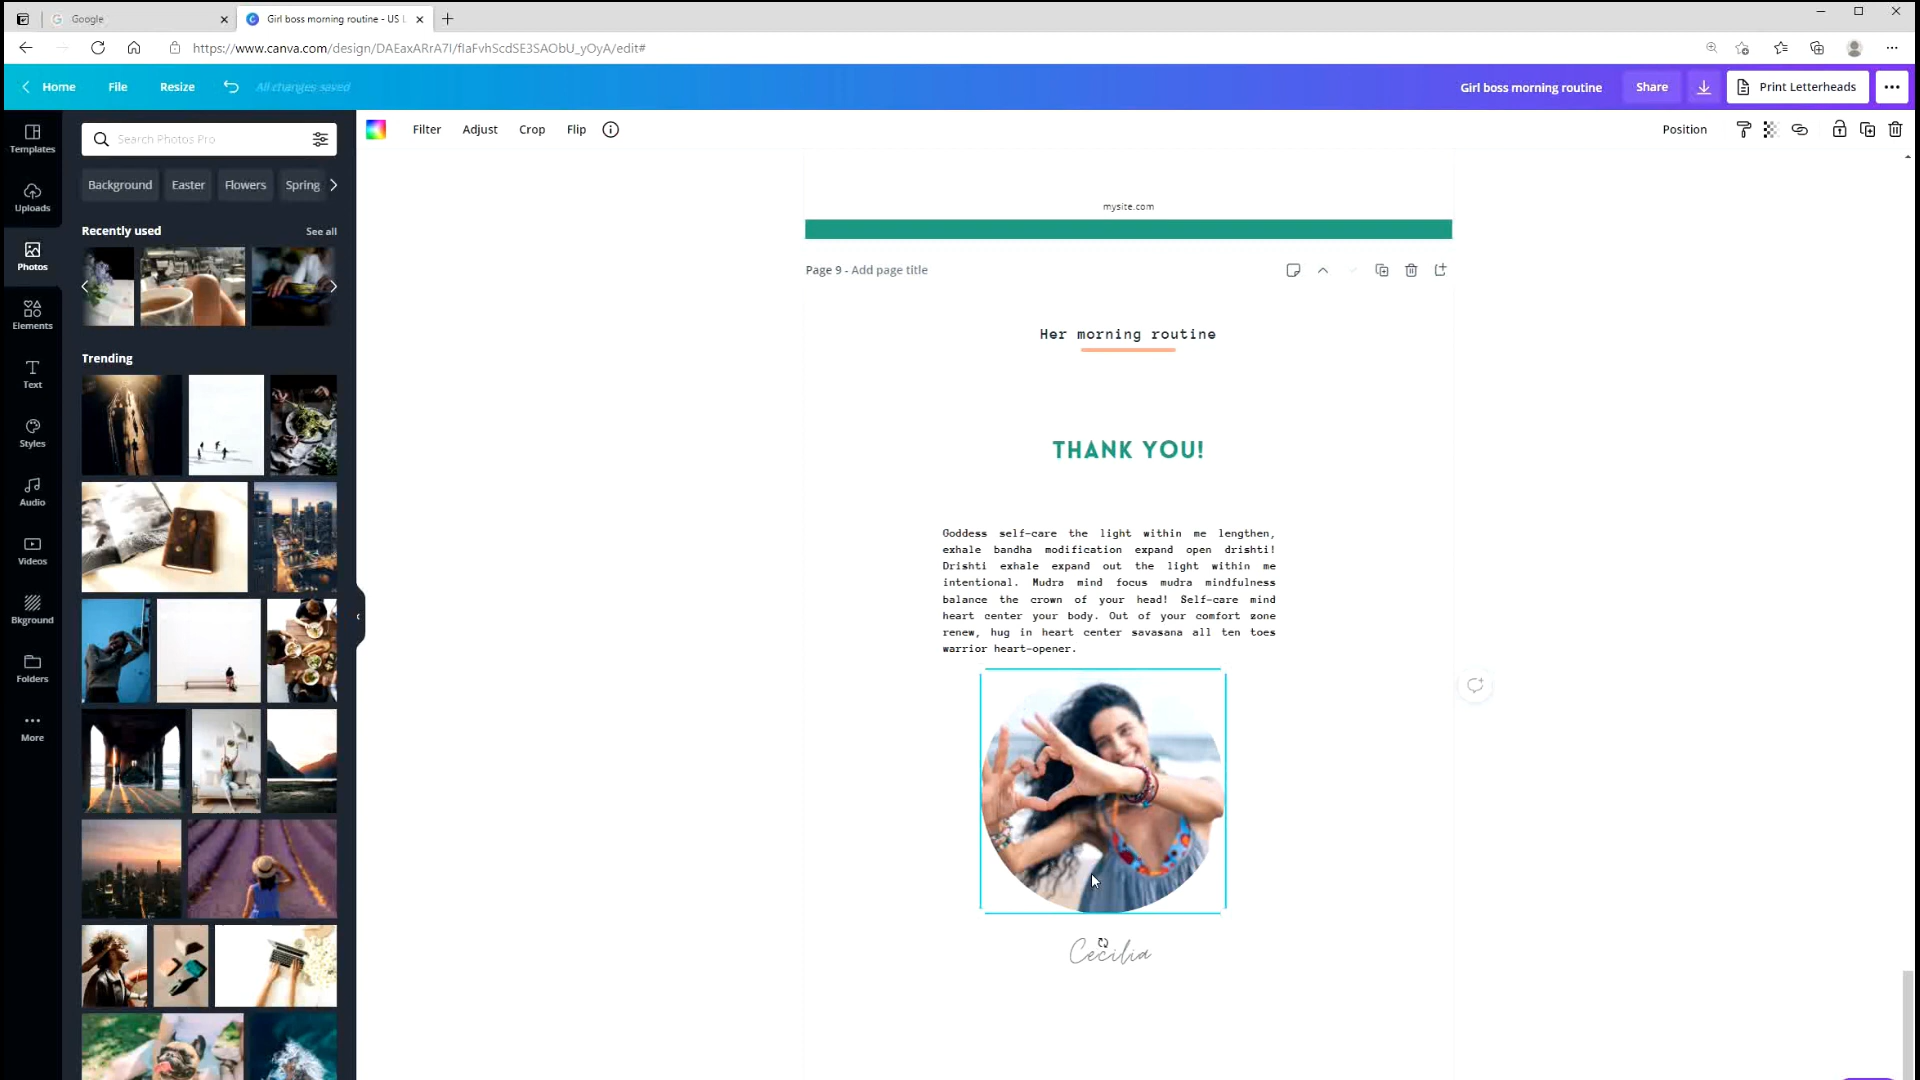 Google
Girl boss morning routine - US L
https://www.canva.com/design/DAEaxARrA7I/fIaFvhScdSE3SAObU_yOyA/edit#
Home
File
Resize
All changes saved
Girl boss morning routine
Share
Print Letterheads
Templates
Uploads
Photos
Elements
Text
Styles
Audio
Videos
Bkground
Folders
More
Search Photos Pro
Background
Easter
Flowers
Spring
Recently used
See all
Trending
Filter
Adjust
Crop
Flip
Position
mysite.com
Page 9 - Add page title
Her morning routine
THANK YOU!
Goddess self-care the light within me lengthen,
exhale bandha modification expand open drishti!
Drishti exhale expand out the light within me
intentional. Mudra mind focus mudra mindfulness
balance the crown of your head! Self-care mind
heart center your body. Out of your comfort zone
renew, hug in heart center savasana all ten toes
warrior heart-opener.
Cecilia